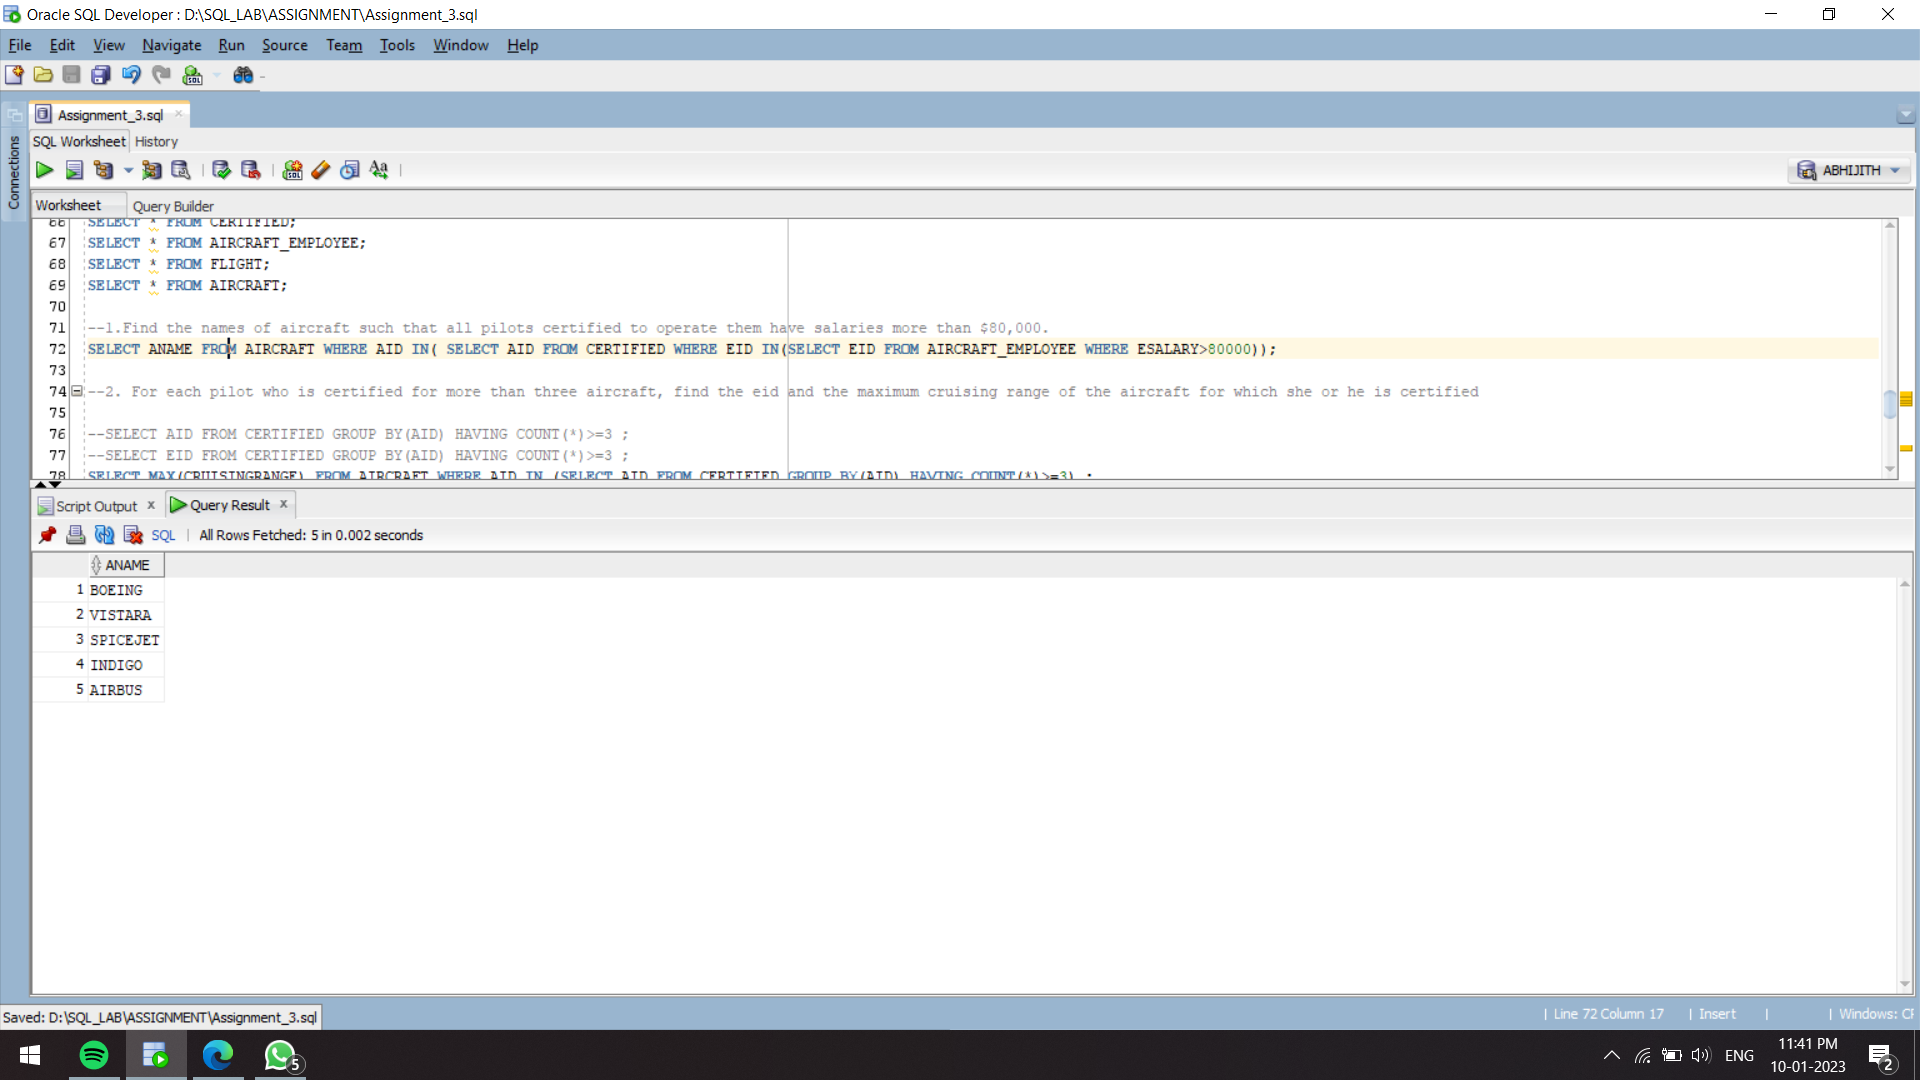 Oracle SQL Developer : D:\SQL_LAB\ASSIGNMENT\Assignment_3.sql
File Edit View Navigate Run Source Team Tools Window Help
Assignment_3.sql
Connections
SQL Worksheet History
ABHIJITH
Worksheet Query Builder
66 SELECT * FROM CERTIFIED;
67 SELECT * FROM AIRCRAFT_EMPLOYEE;
68 SELECT * FROM FLIGHT;
69 SELECT * FROM AIRCRAFT;
70
71 --1.Find the names of aircraft such that all pilots certified to operate them have salaries more than $80,000.
72 SELECT ANAME FROM AIRCRAFT WHERE AID IN( SELECT AID FROM CERTIFIED WHERE EID IN(SELECT EID FROM AIRCRAFT_EMPLOYEE WHERE ESALARY>80000));
73
74 --2. For each pilot who is certified for more than three aircraft, find the eid and the maximum cruising range of the aircraft for which she or he is certified
75
76 --SELECT AID FROM CERTIFIED GROUP BY(AID) HAVING COUNT(*)>=3 ;
77 --SELECT EID FROM CERTIFIED GROUP BY(AID) HAVING COUNT(*)>=3 ;
78 SELECT MAX(CRUISINGRANGE) FROM AIRCRAFT WHERE AID IN (SELECT AID FROM CERTIFIED GROUP BY(AID) HAVING COUNT(*)>=3) ;
Script Output x Query Result x
SQL | All Rows Fetched: 5 in 0.002 seconds
ANAME
1 BOEING
2 VISTARA
3 SPICEJET
4 INDIGO
5 AIRBUS
Saved: D:\SQL_LAB\ASSIGNMENT\Assignment_3.sql
| Line 72 Column 17 | Insert | | Windows: CF
5
ENG
11:41 PM
10-01-2023
2